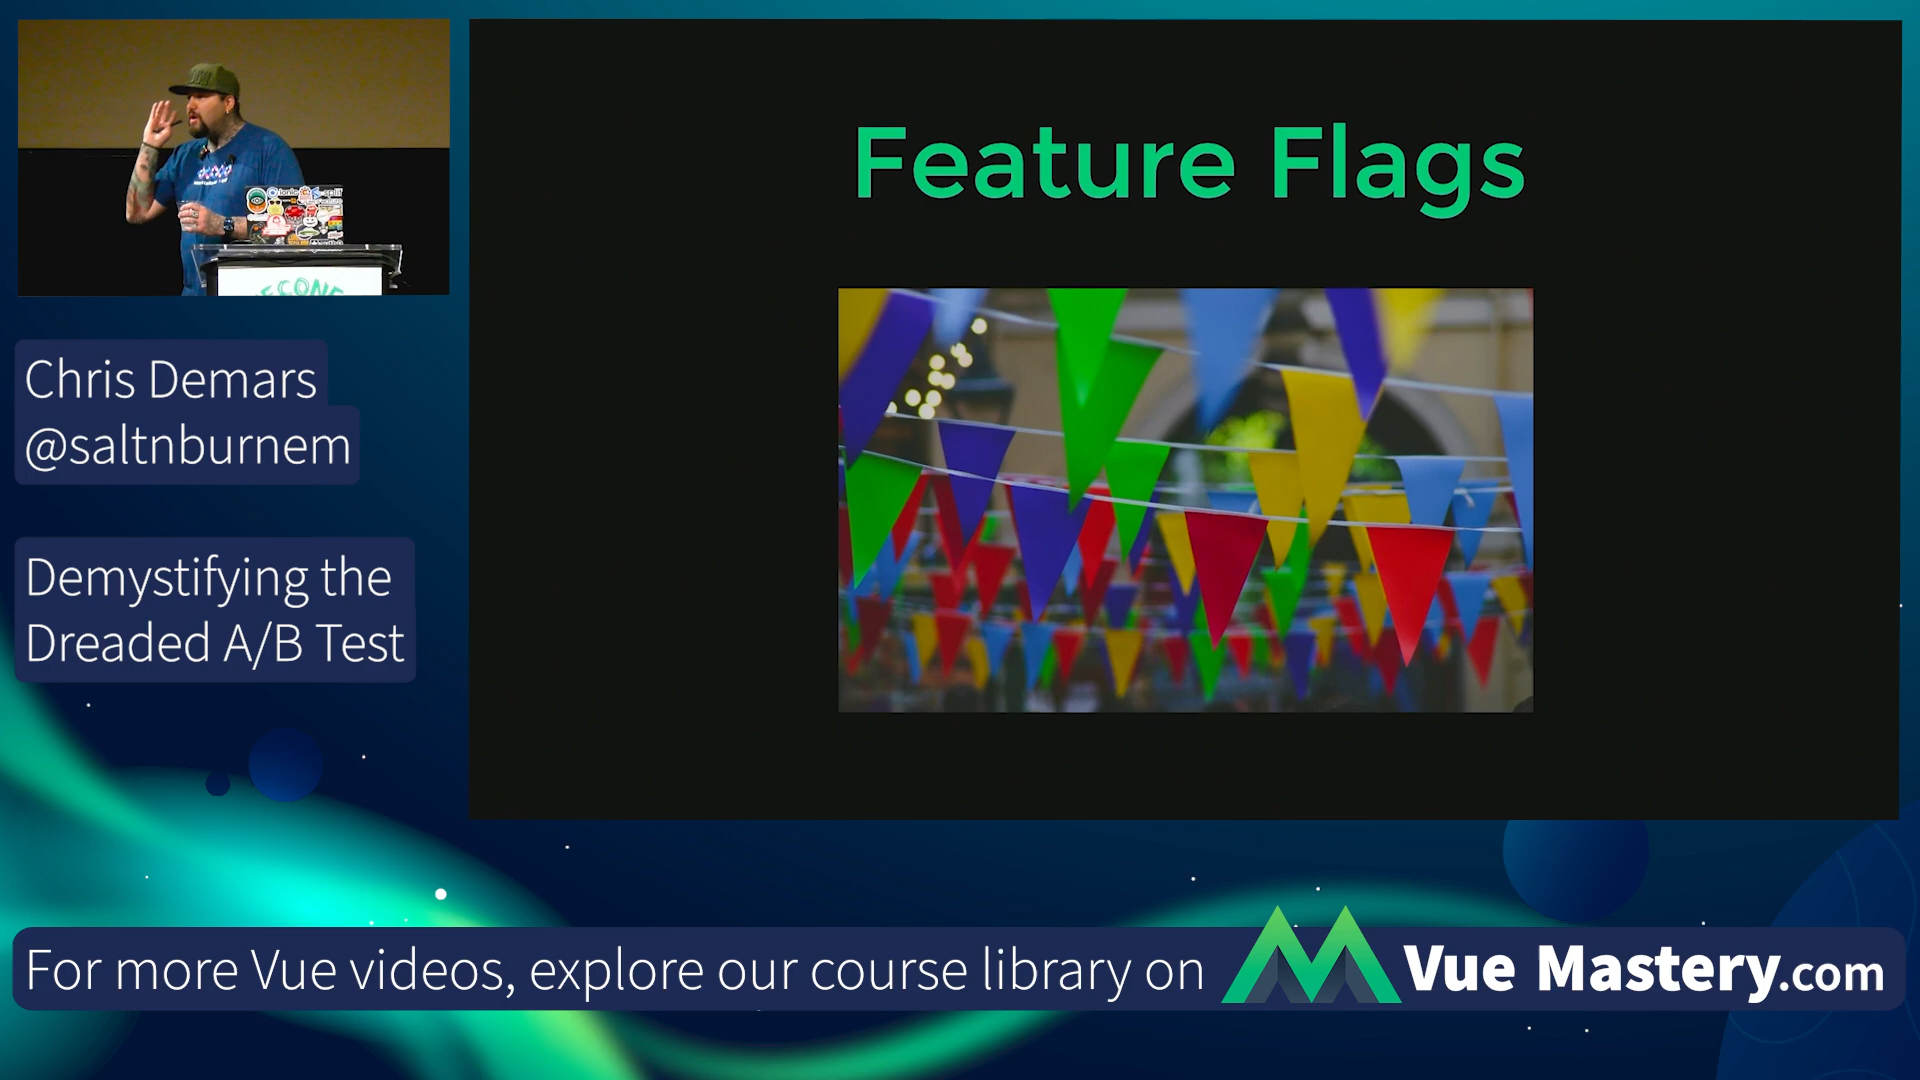 Feature Flags
Chris Demars
@saltnburnem
Demystifying the
Dreaded A/B Test
For more Vue videos, explore our course library on
Vue Mastery.com